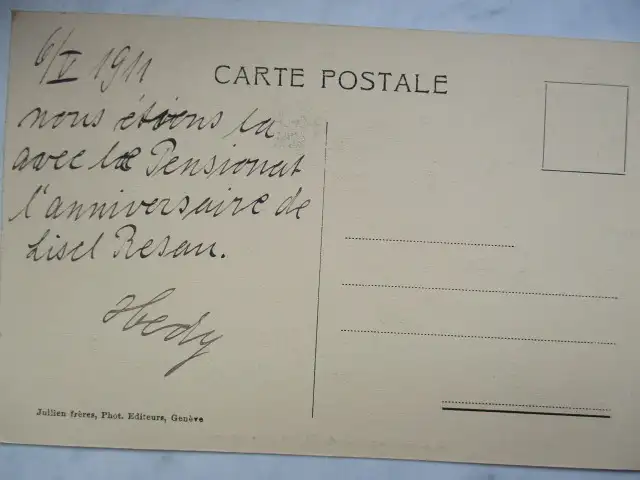 6/V 1911
CARTE POSTALE
nous étions la
avec le Pensionat
l'anniversaire de
Lisel Resau.
Hedy
Jullien frères, Phot. Editeurs, Genève